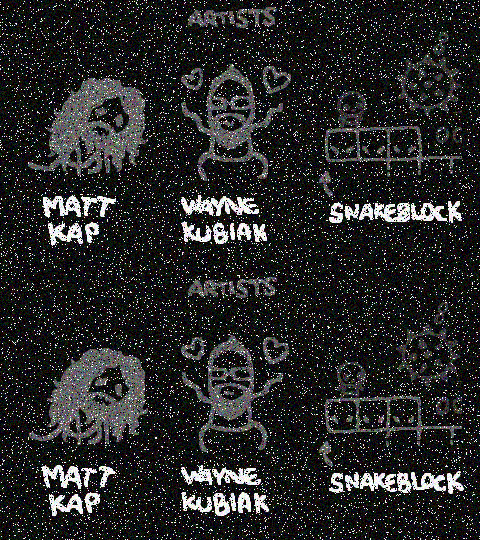 ARTISTS
MATT
KAP
WAYNE
KUBIAK
SNAKEBLOCK
ARTISTS
MATT
KAP
WAYNE
KUBIAK
SNAKEBLOCK